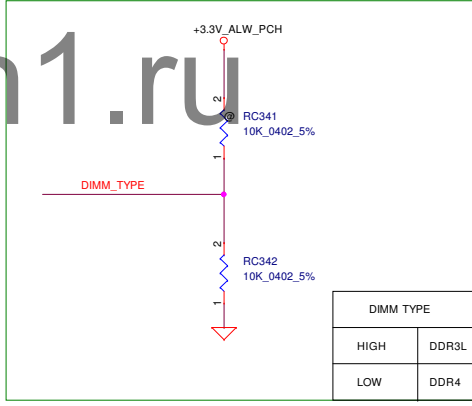 +3.3V_ALW_PCH
n1.ru
2
@ RC341
10K_0402_5%
1
DIMM_TYPE
2
RC342
10K_0402_5%
1
DIMM TYPE
HIGH DDR3L
LOW DDR4